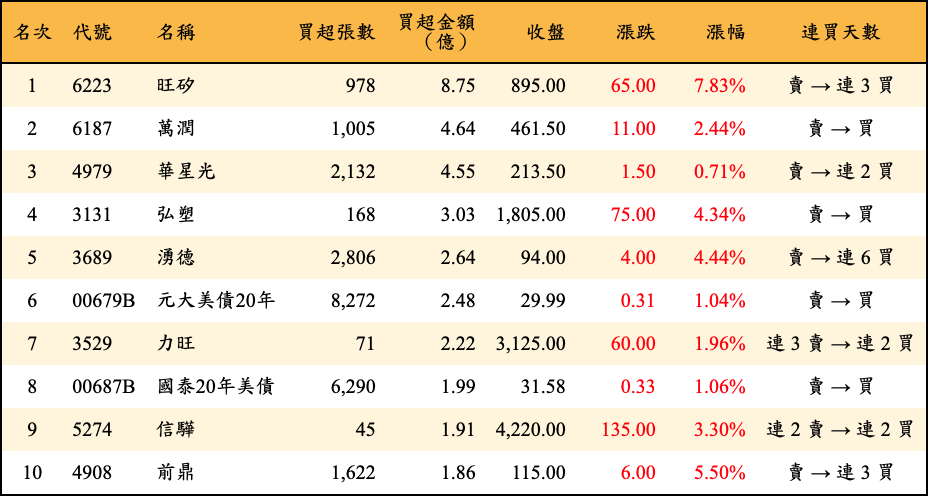 名次 代號 名稱 買超張數 買超金額（億） 收盤 漲跌 漲幅 連買天數
1 6223 旺矽 978 8.75 895.00 65.00 7.83% 賣 → 連 3 買
2 6187 萬潤 1,005 4.64 461.50 11.00 2.44% 賣 → 買
3 4979 華星光 2,132 4.55 213.50 1.50 0.71% 賣 → 連 2 買
4 3131 弘塑 168 3.03 1,805.00 75.00 4.34% 賣 → 買
5 3689 湧德 2,806 2.64 94.00 4.00 4.44% 賣 → 連 6 買
6 00679B 元大美債20年 8,272 2.48 29.99 0.31 1.04% 賣 → 買
7 3529 力旺 71 2.22 3,125.00 60.00 1.96% 連 3 賣 → 連 2 買
8 00687B 國泰20年美債 6,290 1.99 31.58 0.33 1.06% 賣 → 買
9 5274 信驊 45 1.91 4,220.00 135.00 3.30% 連 2 賣 → 連 2 買
10 4908 前鼎 1,622 1.86 115.00 6.00 5.50% 賣 → 連 3 買